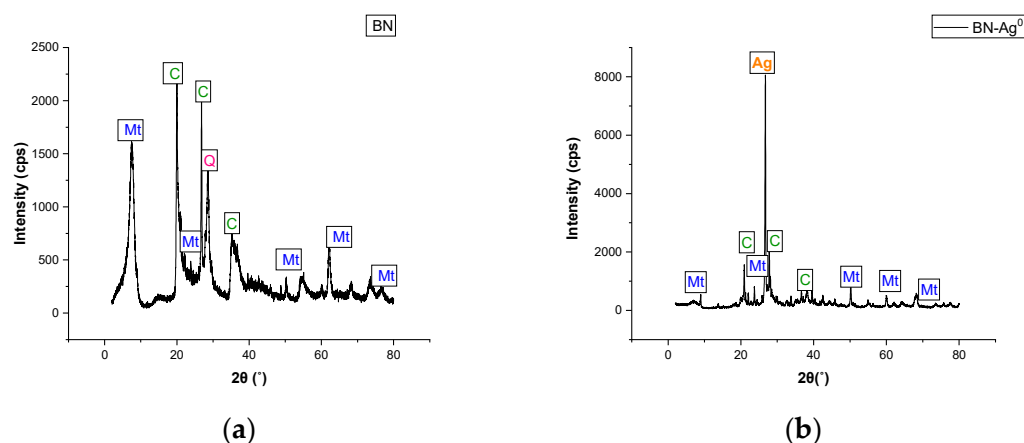 BN
2500
2000
1500
1000
500
0
Intensity (cps)
Mt
C
Mt
C
Q
C
Mt
Mt
Mt
0 20 40 60 80
2θ (°)
(a)
BN-Ag⁰
8000
6000
4000
2000
0
Intensity (cps)
Mt
C
Mt
Ag
C
C
Mt
Mt
Mt
0 20 40 60 80
2θ(°)
(b)